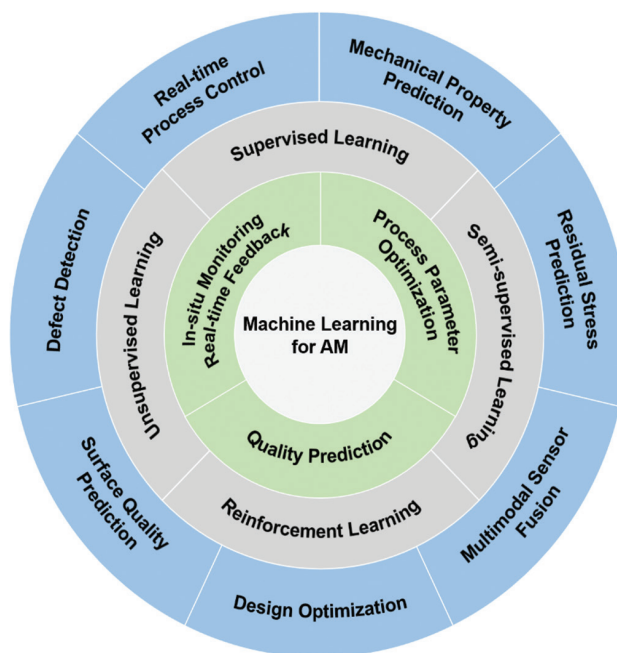 Real-time
Process Control
Mechanical Property
Prediction
Residual Stress
Prediction
Multimodal Sensor
Fusion
Design Optimization
Surface Quality
Prediction
Defect Detection
Supervised Learning
Semi-supervised Learning
Reinforcement Learning
Unsupervised Learning
In-situ Monitoring
Real-time Feedback
Process Parameter
Optimization
Quality Prediction
Machine Learning
for AM